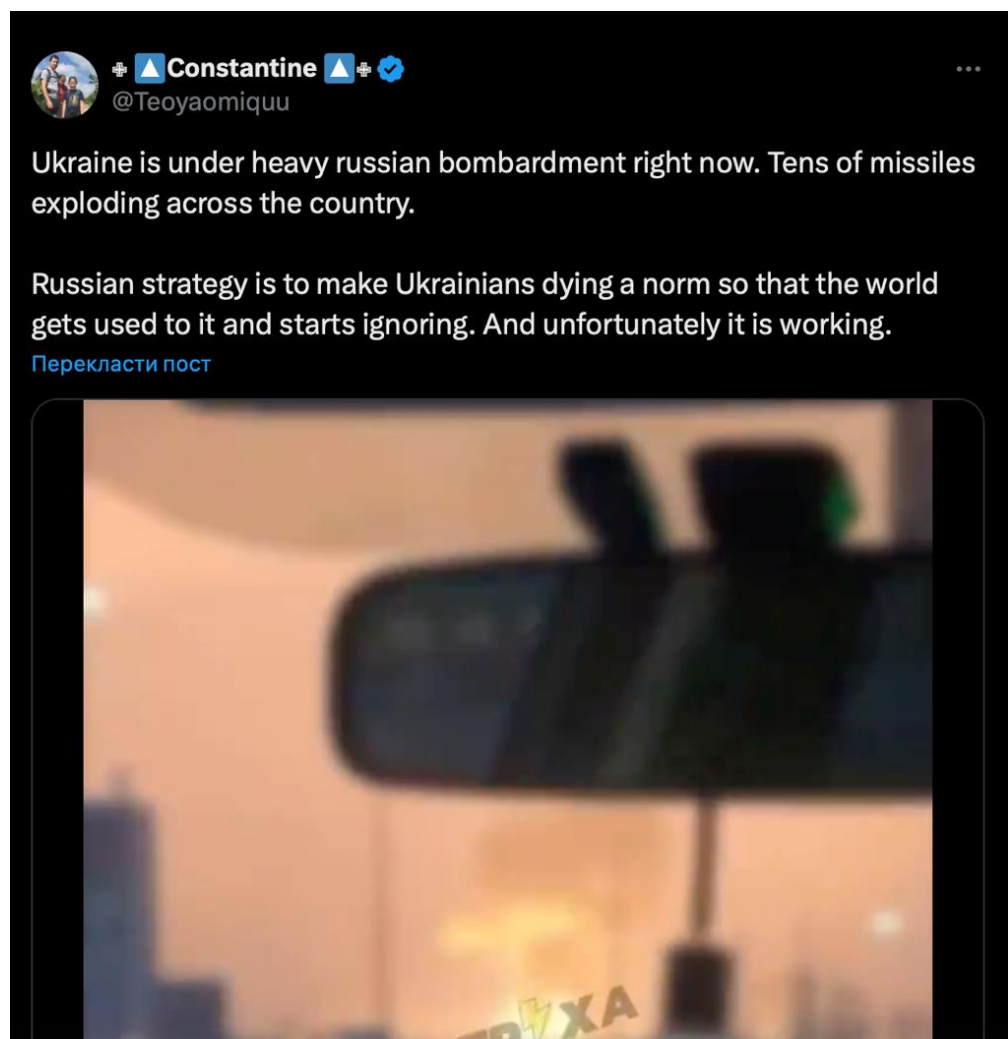 Constantine
@Teoyaomiquu
Ukraine is under heavy russian bombardment right now. Tens of missiles
exploding across the country.
Russian strategy is to make Ukrainians dying a norm so that the world
gets used to it and starts ignoring. And unfortunately it is working.
Перекласти пост